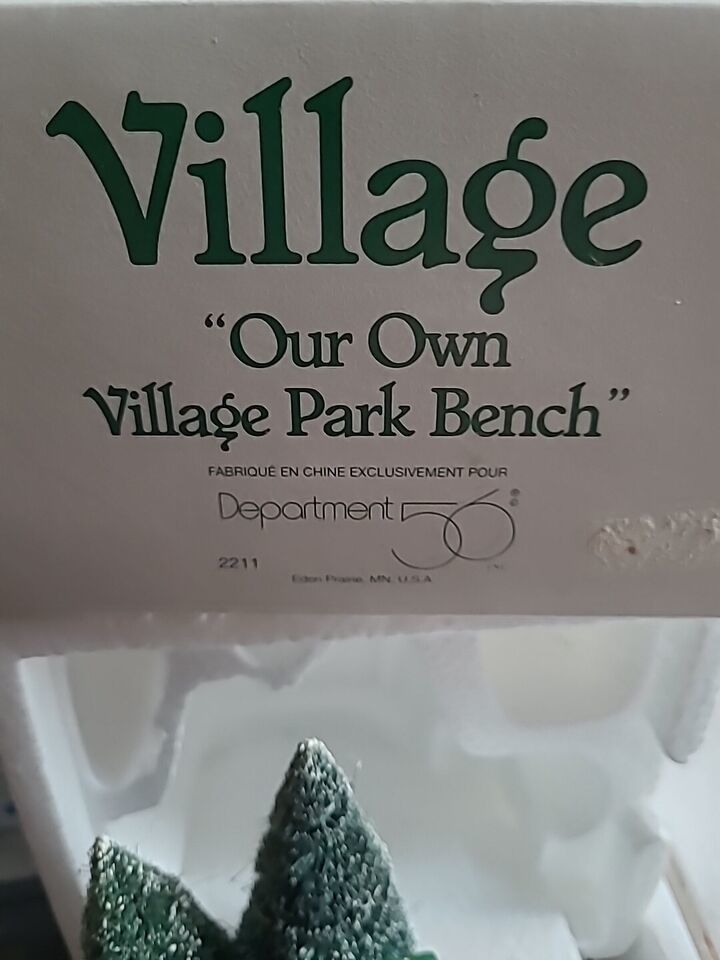 Village
“Our Own
Village Park Bench”
FABRIQUÉ EN CHINE EXCLUSIVEMENT POUR
Department 56®
2211
Eden Prairie, MN, U.S.A